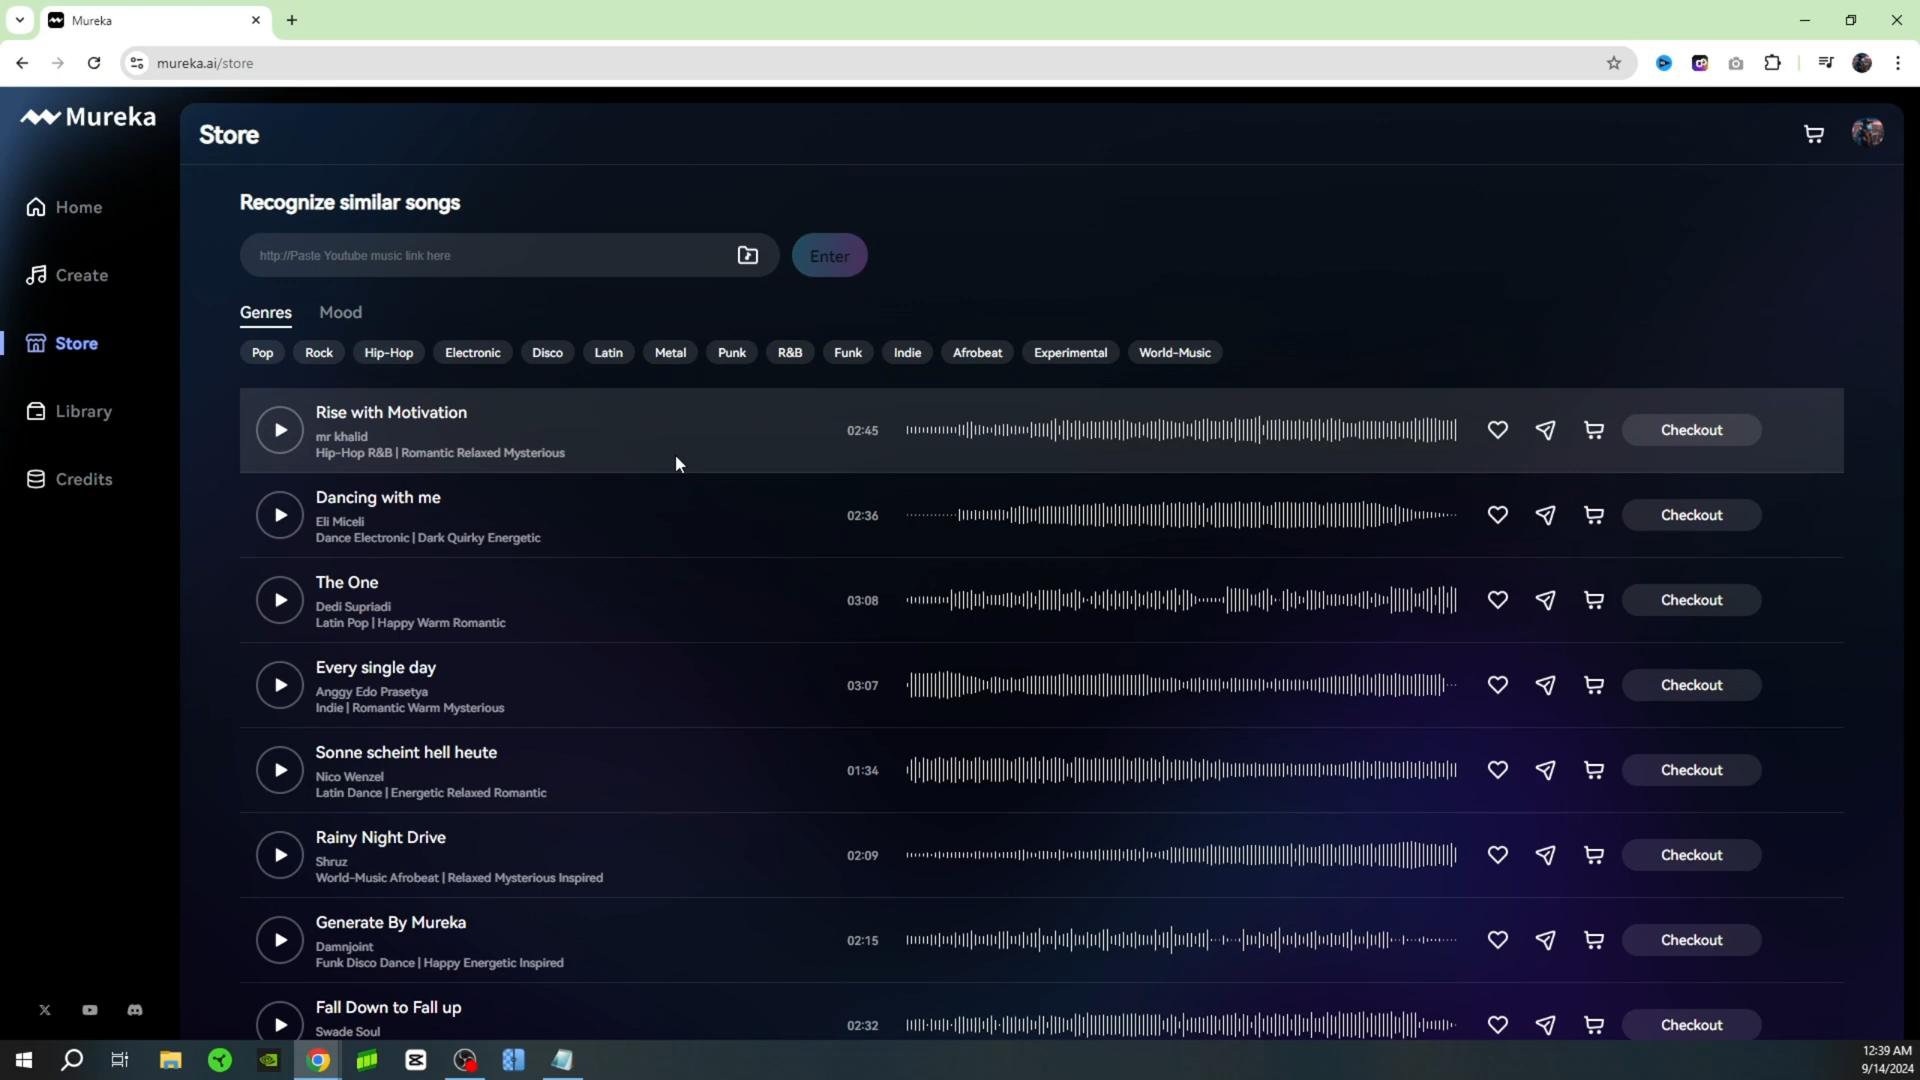 Mureka
mureka.ai/store
Mureka
Store
Home
Create
Store
Library
Credits
Recognize similar songs
http://Paste Youtube music link here
Enter
Genres Mood
Pop Rock Hip-Hop Electronic Disco Latin Metal Punk R&B Funk Indie Afrobeat Experimental World-Music
Rise with Motivation
mr khalid
Hip-Hop R&B | Romantic Relaxed Mysterious
02:45
Checkout
Dancing with me
Eli Miceli
Dance Electronic | Dark Quirky Energetic
02:36
Checkout
The One
Dedi Supriadi
Latin Pop | Happy Warm Romantic
03:08
Checkout
Every single day
Anggy Edo Prasetya
Indie | Romantic Warm Mysterious
03:07
Checkout
Sonne scheint hell heute
Nico Wenzel
Latin Dance | Energetic Relaxed Romantic
01:34
Checkout
Rainy Night Drive
Shruz
World-Music Afrobeat | Relaxed Mysterious Inspired
02:09
Checkout
Generate By Mureka
Damnjoint
Funk Disco Dance | Happy Energetic Inspired
02:15
Checkout
Fall Down to Fall up
Swade Soul
02:32
Checkout
12:39 AM
9/14/2024